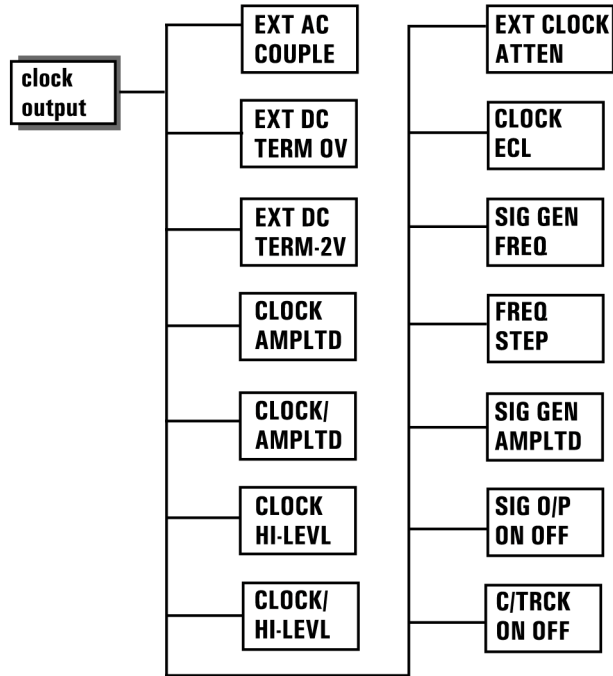 clock
output
EXT AC
COUPLE
EXT DC
TERM 0V
EXT DC
TERM-2V
CLOCK
AMPLTD
CLOCK/
AMPLTD
CLOCK
HI-LEVL
CLOCK/
HI-LEVL
EXT CLOCK
ATTEN
CLOCK
ECL
SIG GEN
FREQ
FREQ
STEP
SIG GEN
AMPLTD
SIG O/P
ON OFF
C/TRCK
ON OFF